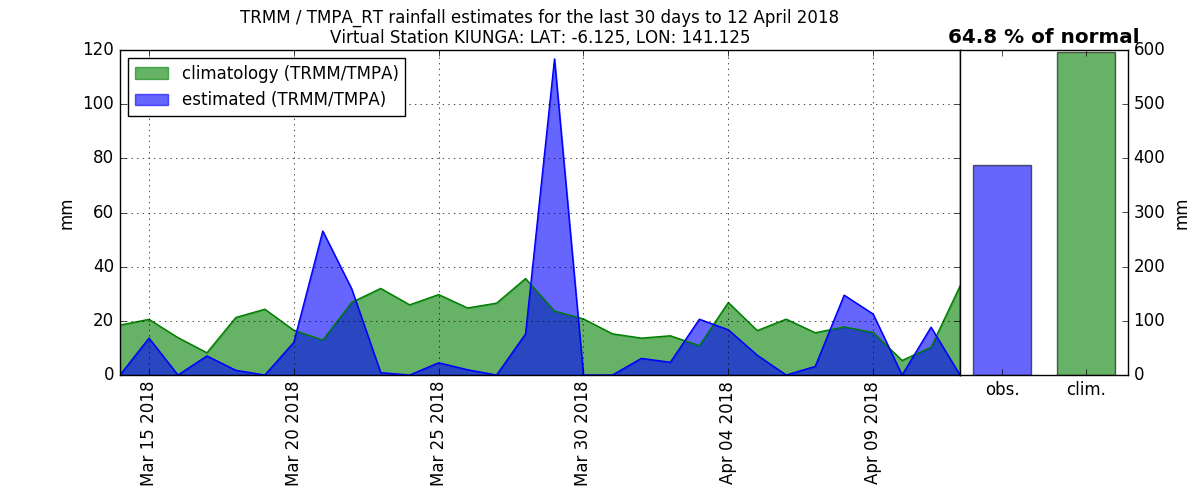 TRMM / TMPA_RT rainfall estimates for the last 30 days to 12 April 2018
Virtual Station KIUNGA: LAT: -6.125, LON: 141.125
64.8 % of normal
climatology (TRMM/TMPA)
estimated (TRMM/TMPA)
120
100
80
60
40
20
0
mm
Mar 15 2018
Mar 20 2018
Mar 25 2018
Mar 30 2018
Apr 04 2018
Apr 09 2018
600
500
400
300
200
100
0
mm
obs.
clim.